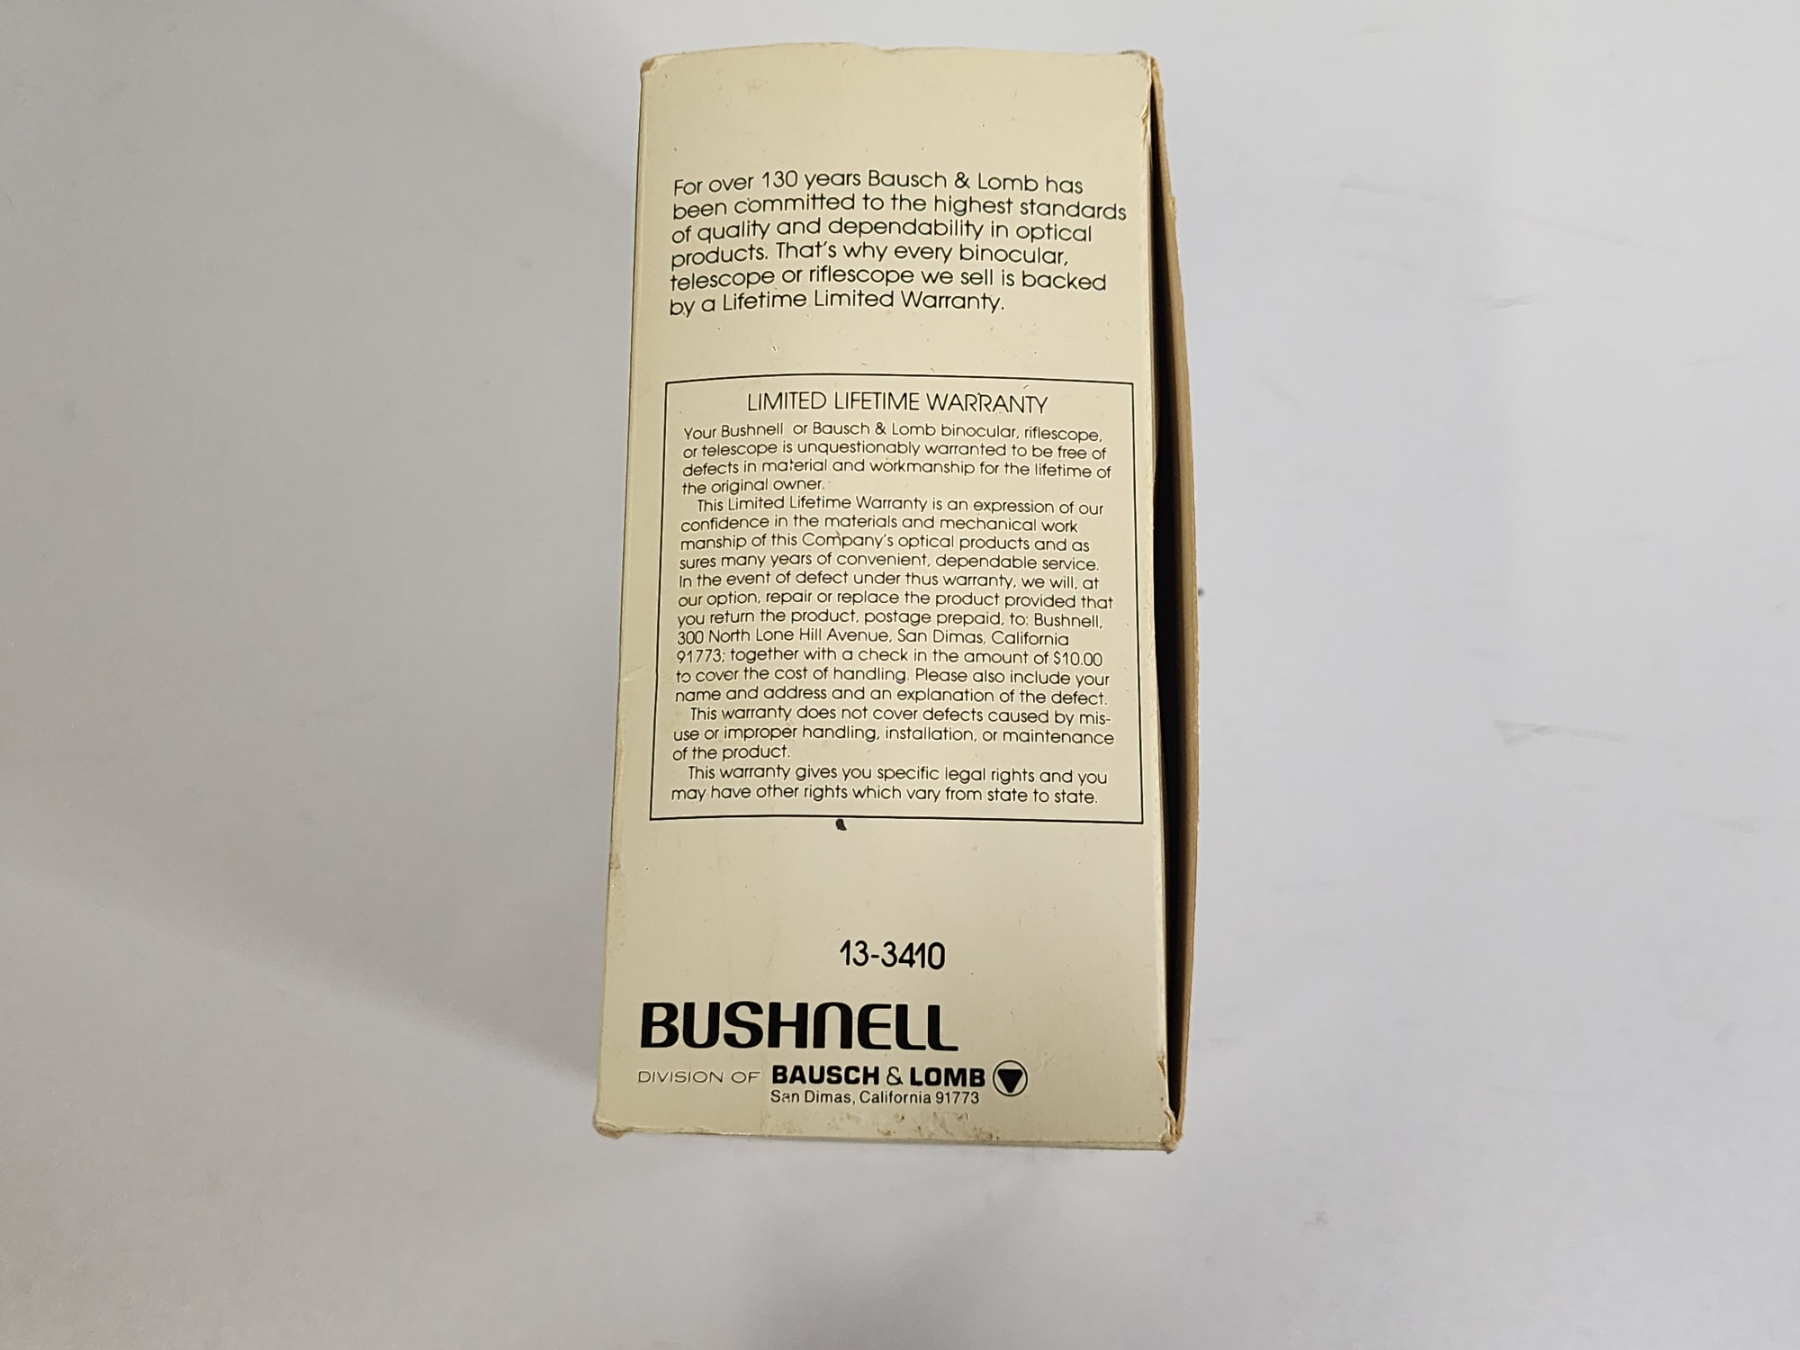 For over 130 years Bausch & Lomb has
been committed to the highest standards
of quality and dependability in optical
products. That's why every binocular,
telescope or riflescope we sell is backed
by a Lifetime Limited Warranty.
LIMITED LIFETIME WARRANTY
Your Bushnell or Bausch & Lomb binocular, riflescope,
or telescope is unquestionably warranted to be free of
defects in material and workmanship for the lifetime of
the original owner.
This Limited Lifetime Warranty is an expression of our
confidence in the materials and mechanical work
manship of this Company's optical products and as
sures many years of convenient, dependable service.
In the event of defect under thus warranty, we will, at
our option, repair or replace the product provided that
you return the product, postage prepaid, to: Bushnell,
300 North Lone Hill Avenue, San Dimas, California
91773; together with a check in the amount of $10.00
to cover the cost of handling. Please also include your
name and address and an explanation of the defect.
This warranty does not cover defects caused by mis-
use or improper handling, installation, or maintenance
of the product.
This warranty gives you specific legal rights and you
may have other rights which vary from state to state.
13-3410
BUSHNELL
DIVISION OF BAUSCH & LOMB
San Dimas, California 91773